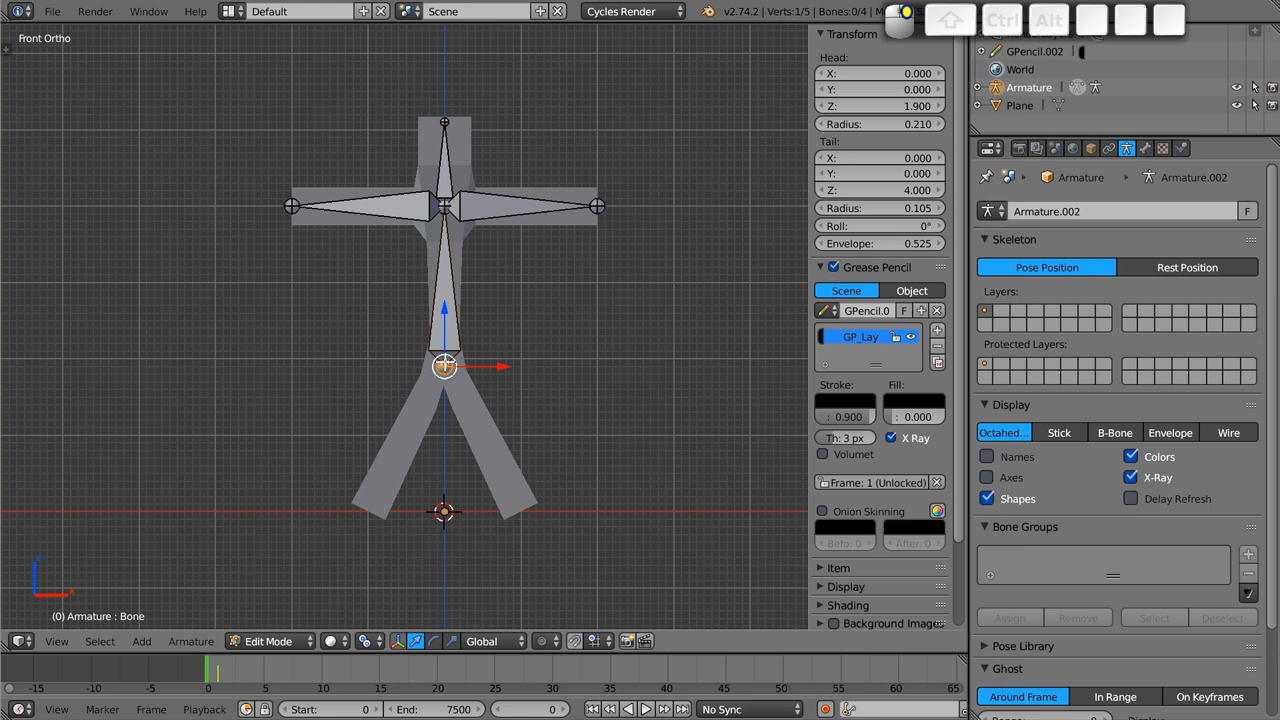 File Render Window Help Default Scene Cycles Render v2.74.2 | Verts:1/5 | Bones:0/4 Ctrl Alt
Front Ortho
(0) Armature : Bone
View Select Add Armature Edit Mode Global
Transform
Head:
X: 0.000
Y: 0.000
Z: 1.900
Radius: 0.210
Tail:
X: 0.000
Y: 0.000
Z: 4.000
Radius: 0.105
Roll: 0°
Envelope: 0.525
Grease Pencil
Scene Object
GPencil.0 F
GP_Lay
Stroke: Fill:
: 0.900 : 0.000
Th: 3 px X Ray
Volumet
Frame: 1 (Unlocked)
Onion Skinning
Befo: 0 After: 0
Item
Display
Shading
Background Images
GPencil.002
World
Armature
Plane
Armature Armature.002
Armature.002 F
Skeleton
Pose Position Rest Position
Layers:
Protected Layers:
Display
Octahed... Stick B-Bone Envelope Wire
Names Colors
Axes X-Ray
Shapes Delay Refresh
Bone Groups
Assign Remove Select Deselect
Pose Library
Ghost
Around Frame In Range On Keyframes
-15 -10 -5 0 5 10 15 20 25 30 35 40 45 50 55 60 65
View Marker Frame Playback Start: 0 End: 7500 0 No Sync